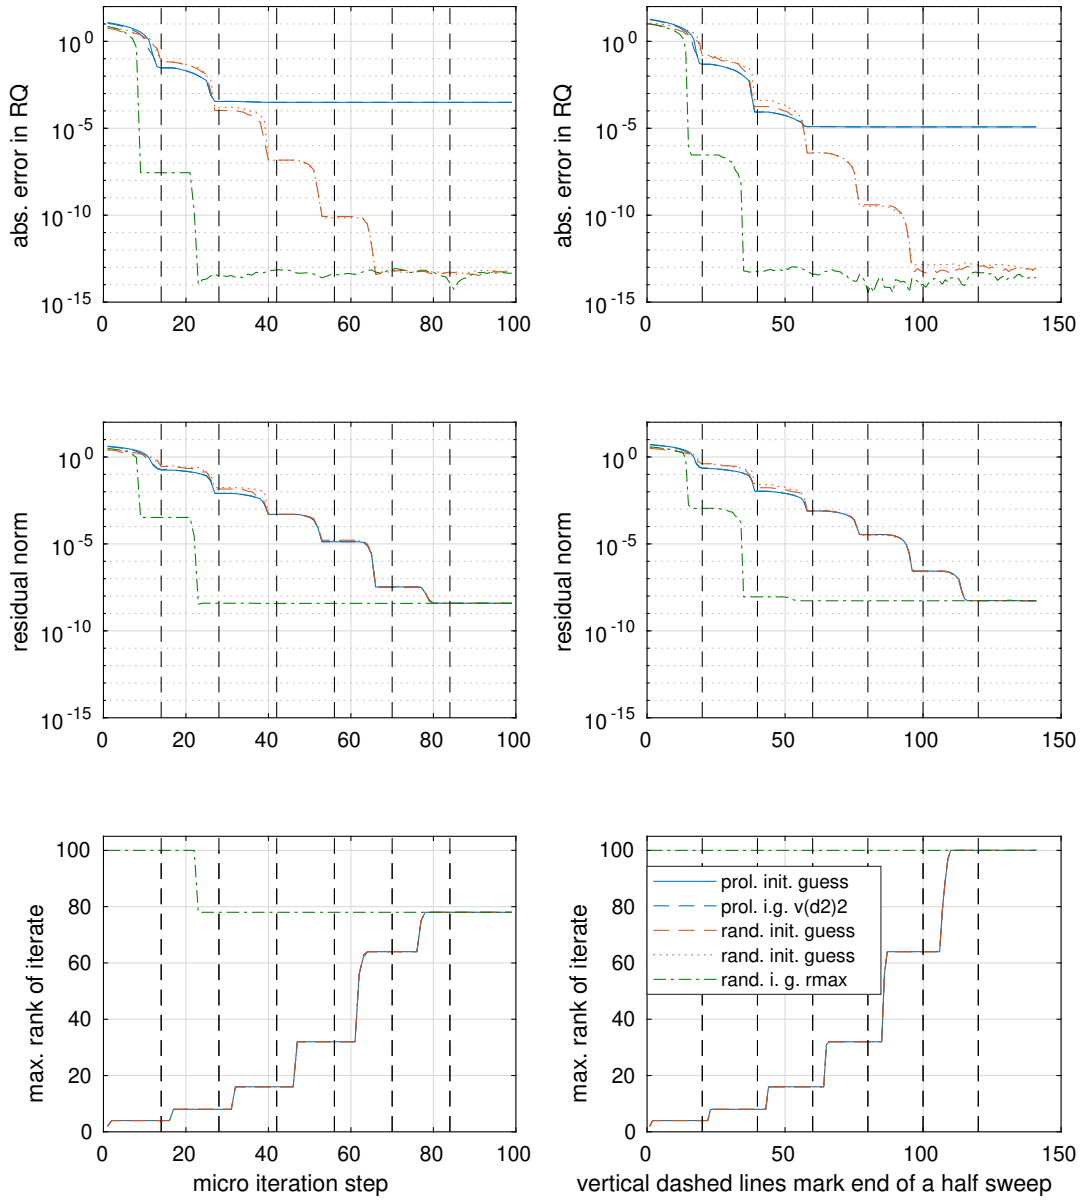 abs. error in RQ
10^0
10^-5
10^-10
10^-15
0 20 40 60 80 100
abs. error in RQ
10^0
10^-5
10^-10
10^-15
0 50 100 150
residual norm
10^0
10^-5
10^-10
10^-15
0 20 40 60 80 100
residual norm
10^0
10^-5
10^-10
10^-15
0 50 100 150
max. rank of iterate
100
80
60
40
20
0
0 20 40 60 80 100
micro iteration step
max. rank of iterate
100
80
60
40
20
0
0 50 100 150
prol. init. guess
prol. i.g. v(d2)2
rand. init. guess
rand. init. guess
rand. i. g. rmax
vertical dashed lines mark end of a half sweep